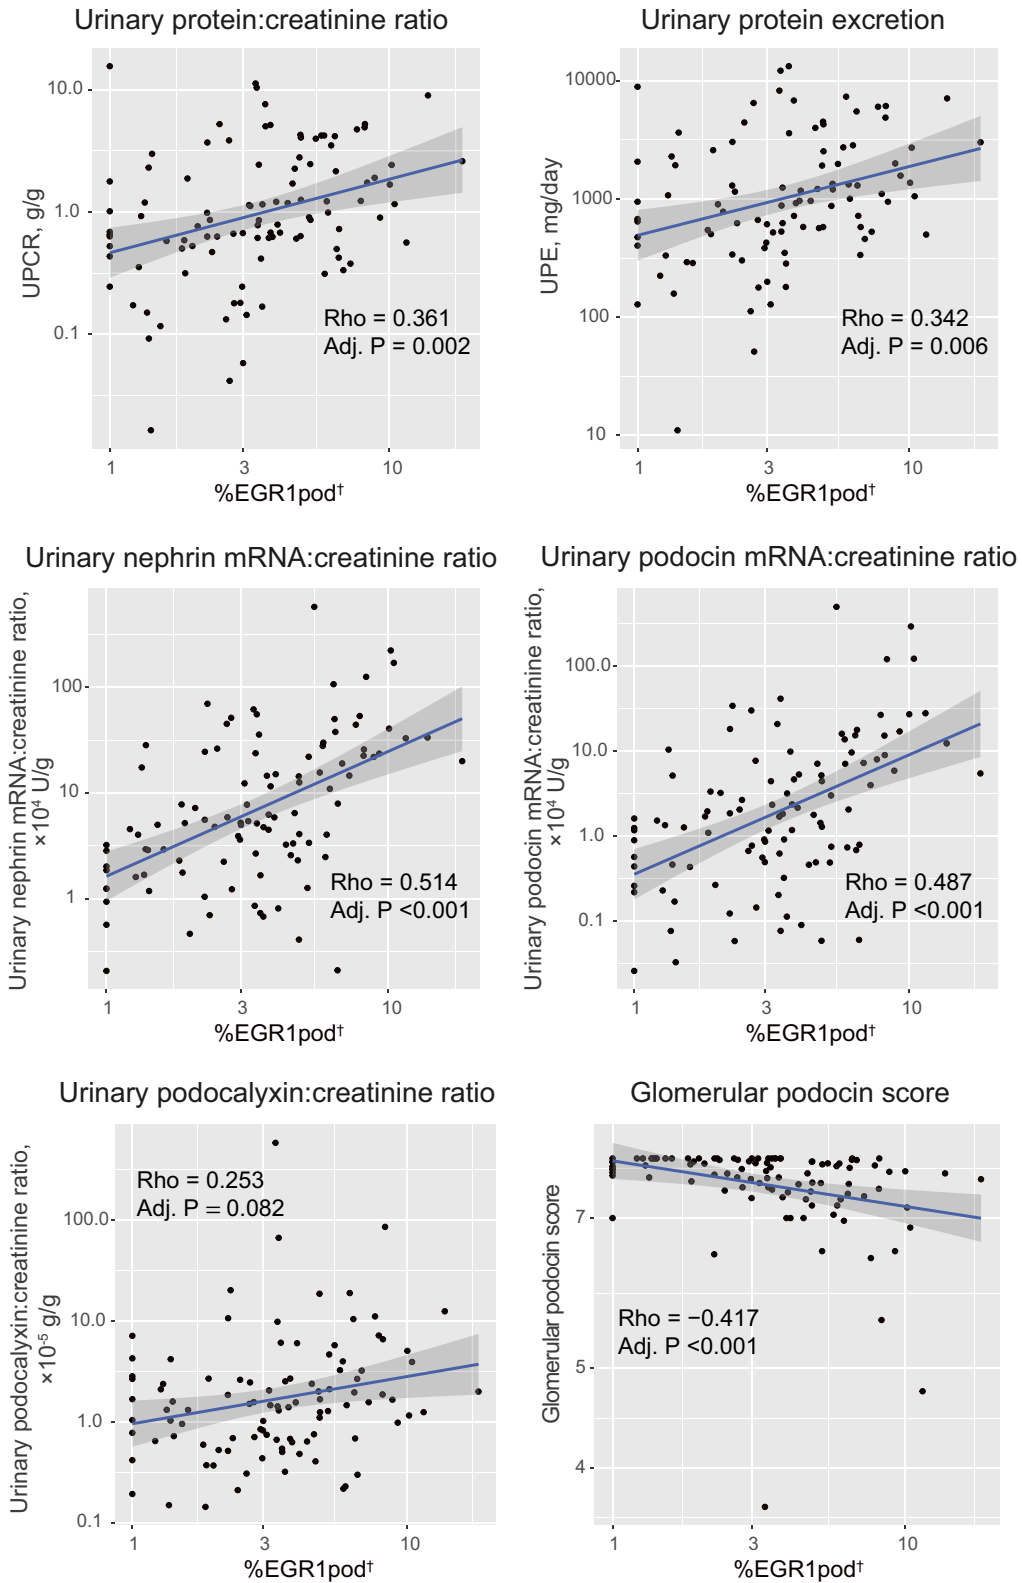 Urinary protein:creatinine ratio
UPCR, g/g
10.0
1.0
0.1
Rho = 0.361
Adj. P = 0.002
1 3 10
%EGR1pod†
Urinary protein excretion
UPE, mg/day
10000
1000
100
10
Rho = 0.342
Adj. P = 0.006
1 3 10
%EGR1pod†
Urinary nephrin mRNA:creatinine ratio
Urinary nephrin mRNA:creatinine ratio,
×10⁴ U/g
100
10
1
Rho = 0.514
Adj. P <0.001
1 3 10
%EGR1pod†
Urinary podocin mRNA:creatinine ratio
Urinary podocin mRNA:creatinine ratio,
×10⁴ U/g
100.0
10.0
1.0
0.1
Rho = 0.487
Adj. P <0.001
1 3 10
%EGR1pod†
Urinary podocalyxin:creatinine ratio
Urinary podocalyxin:creatinine ratio,
×10⁻⁵ g/g
Rho = 0.253
Adj. P = 0.082
100.0
10.0
1.0
0.1
1 3 10
%EGR1pod†
Glomerular podocin score
Glomerular podocin score
7
5
4
Rho = −0.417
Adj. P <0.001
1 3 10
%EGR1pod†